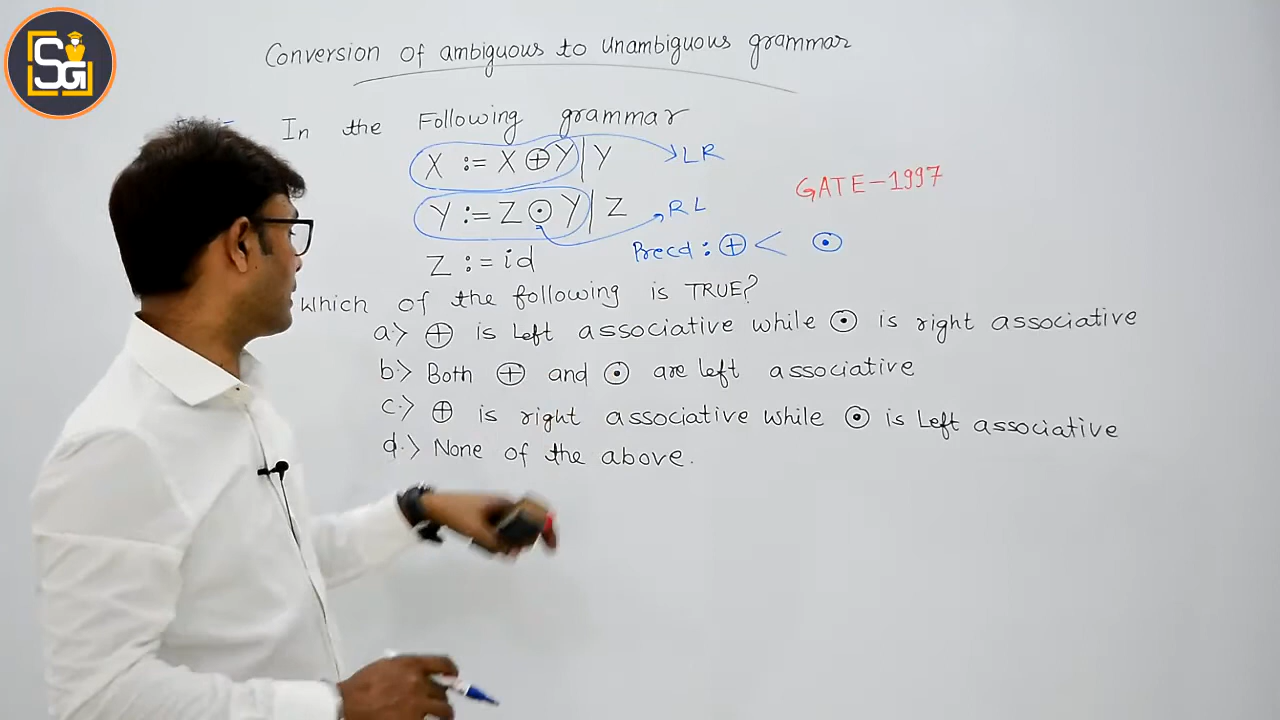 SG
Conversion of ambiguous to unambiguous grammar
In the Following grammar
X := X ⊕ Y | Y
LR
GATE-1997
Y := Z ⊙ Y | Z
RL
Z := id
Precd : ⊕ < ⊙
Which of the following is TRUE?
a.> ⊕ is Left associative while ⊙ is right associative
b.> Both ⊕ and ⊙ are left associative
c.> ⊕ is right associative while ⊙ is Left associative
d.> None of the above.